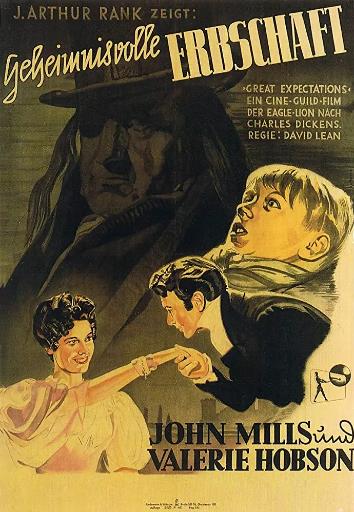 J. ARTHUR RANK ZEIGT:
Geheimnisvolle
ERBSCHAFT
›GREAT EXPECTATIONS‹
EIN CINE-GUILD-FILM
DER EAGLE-LION NACH
CHARLES DICKENS.
REGIE: DAVID LEAN
JOHN MILLS und
VALERIE HOBSON